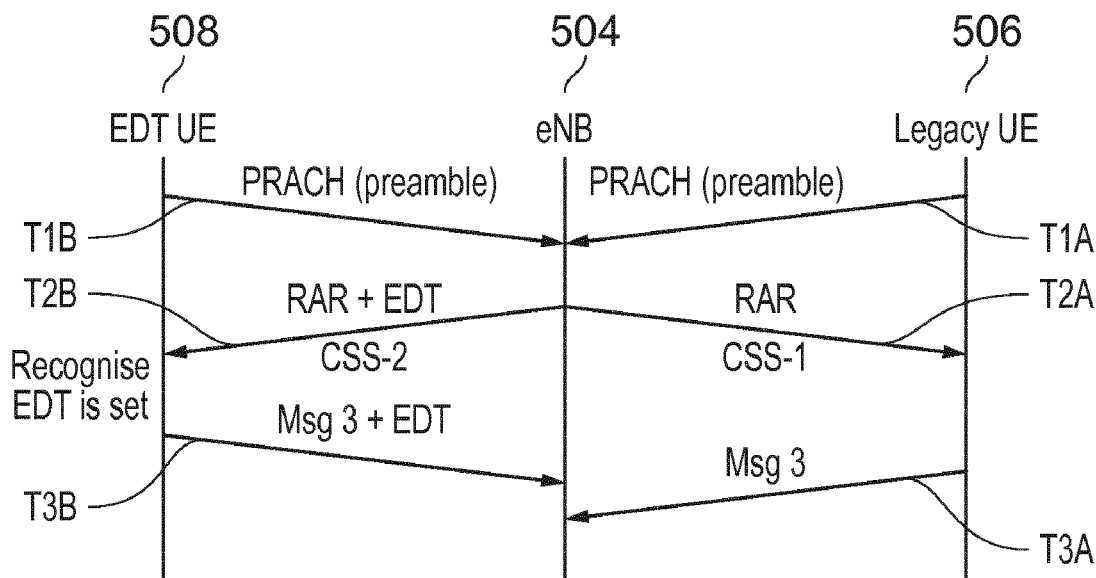 508
504
506
EDT UE
eNB
Legacy UE
PRACH (preamble)
PRACH (preamble)
T1B
T1A
T2B
RAR + EDT
RAR
T2A
CSS-2
CSS-1
Recognise
EDT is set
Msg 3 + EDT
Msg 3
T3B
T3A